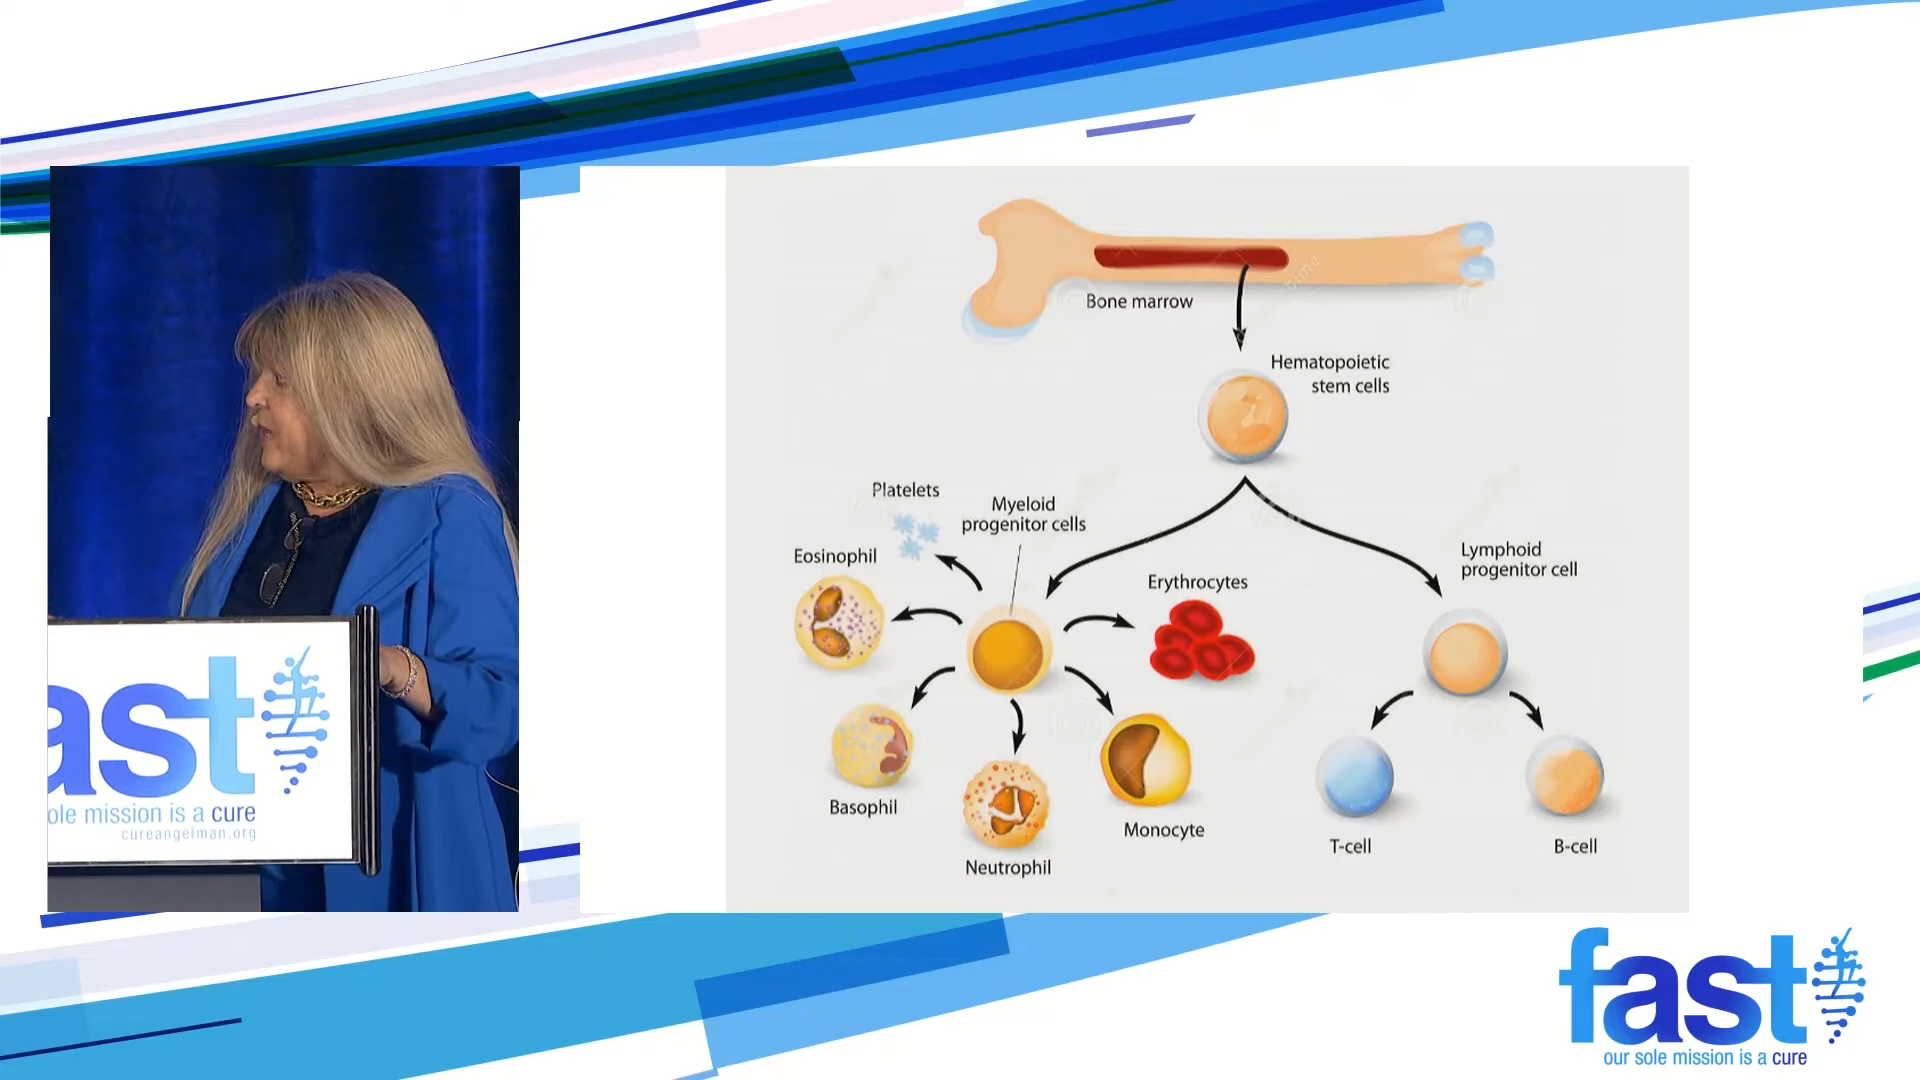 Bone marrow
Hematopoietic
stem cells
Platelets
Myeloid
progenitor cells
Eosinophil
Erythrocytes
Lymphoid
progenitor cell
Basophil
Neutrophil
Monocyte
T-cell
B-cell
ast
ole mission is a cure
cureangelman.org
fast
our sole mission is a cure